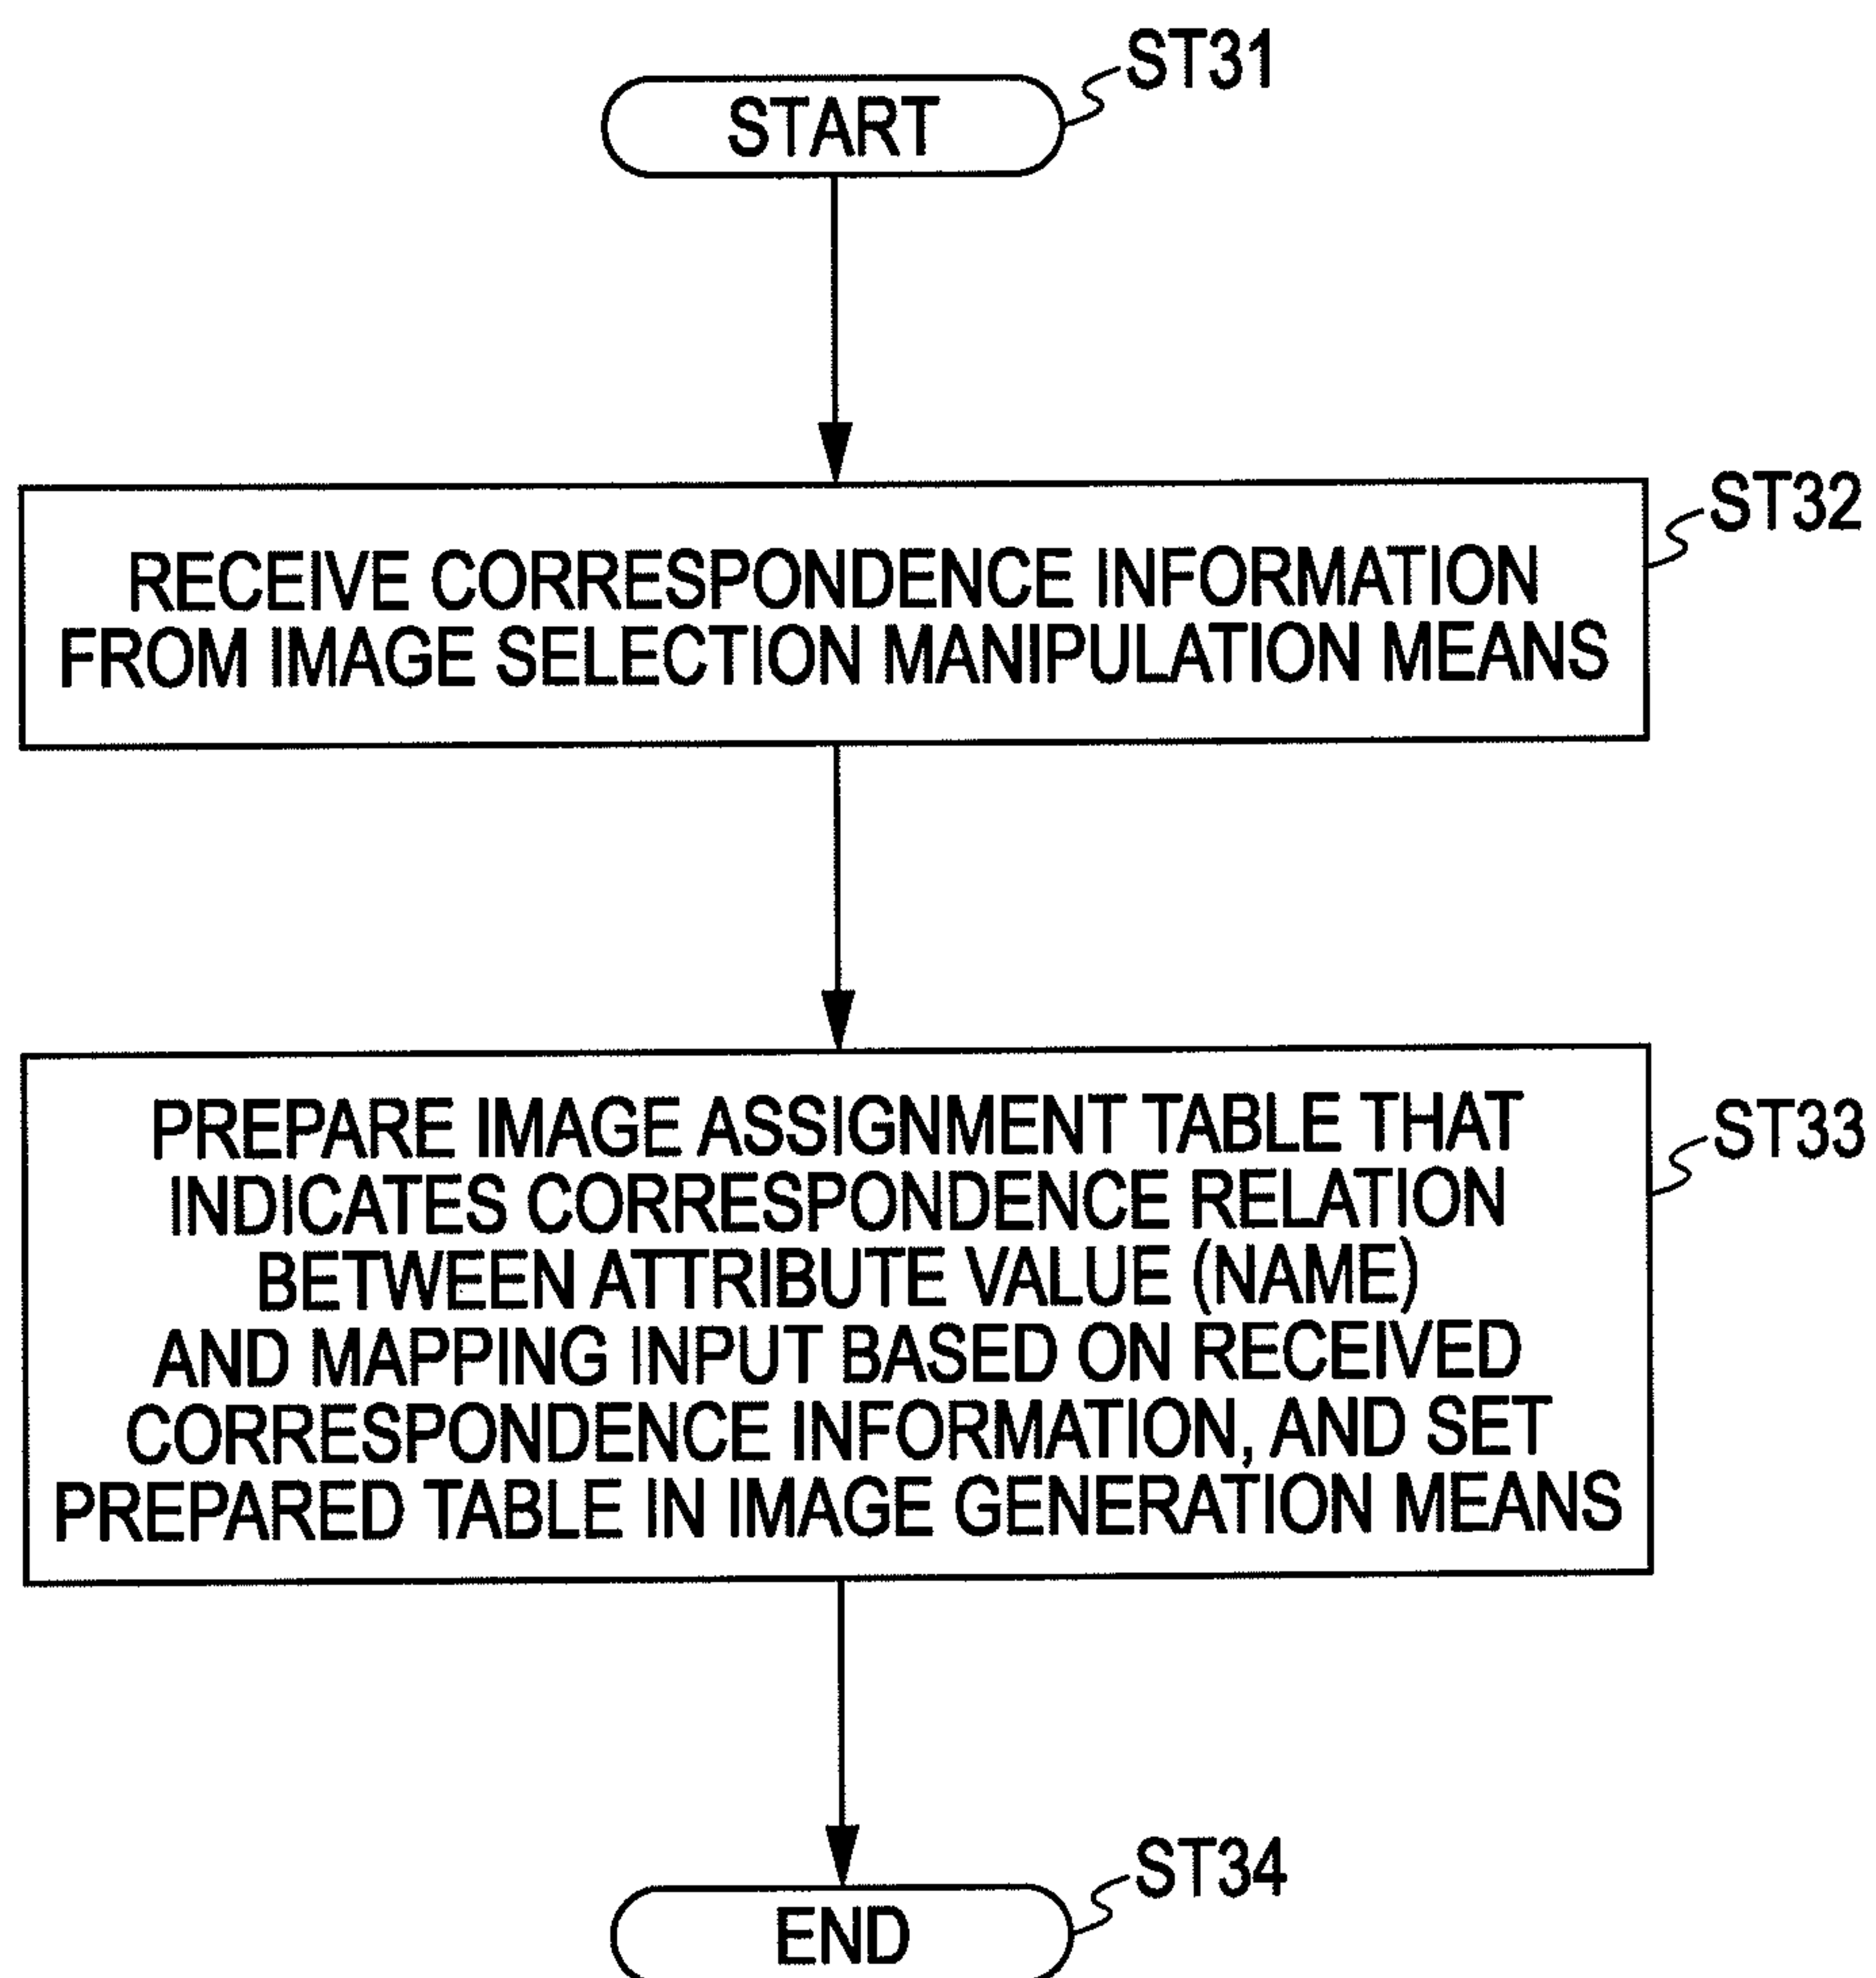 ST31
START
ST32
RECEIVE CORRESPONDENCE INFORMATION
FROM IMAGE SELECTION MANIPULATION MEANS
ST33
PREPARE IMAGE ASSIGNMENT TABLE THAT
INDICATES CORRESPONDENCE RELATION
BETWEEN ATTRIBUTE VALUE (NAME)
AND MAPPING INPUT BASED ON RECEIVED
CORRESPONDENCE INFORMATION, AND SET
PREPARED TABLE IN IMAGE GENERATION MEANS
ST34
END